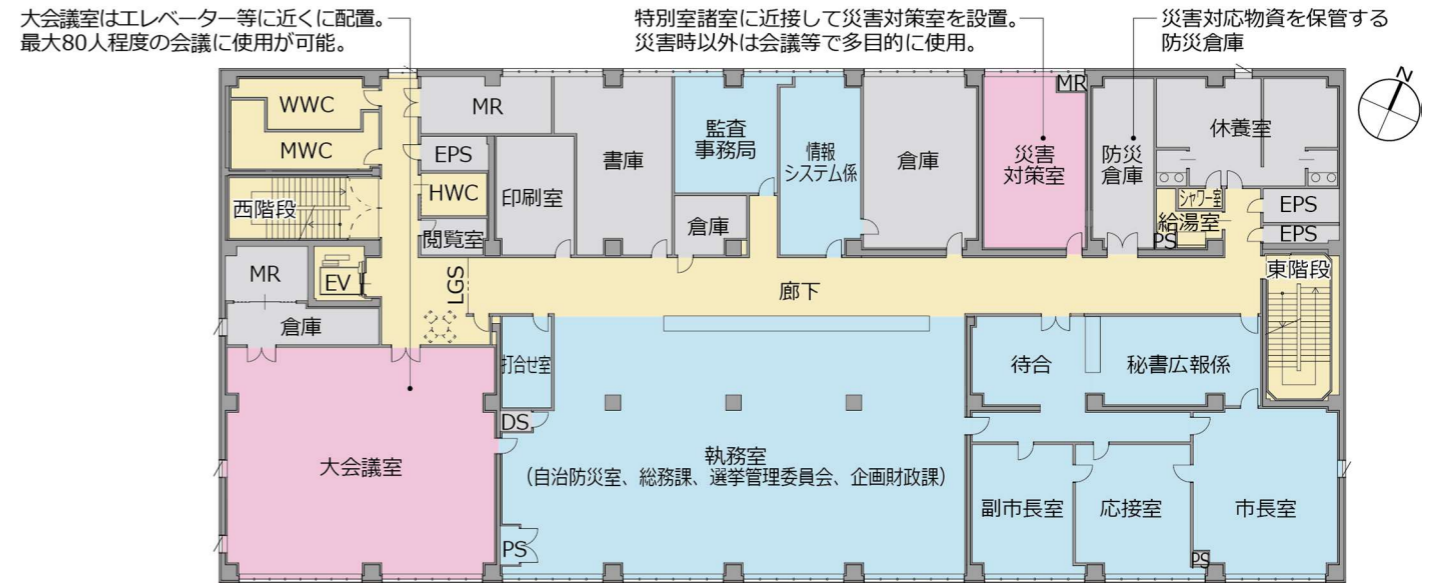 大会議室はエレベーター等に近くに配置。
最大80人程度の会議に使用が可能。
特別室諸室に近接して災害対策室を設置。
災害時以外は会議等で多目的に使用。
災害対応物資を保管する
防災倉庫
N
WWC
MWC
西階段
MR
EV
倉庫
MR
EPS
HWC
閲覧室
印刷室
書庫
監査
事務局
倉庫
情報
システム係
倉庫
MR
災害
対策室
防災
倉庫
休養室
シャワー室
給湯室
PS
EPS
EPS
東階段
LGS
廊下
打合せ室
DS
大会議室
執務室
（自治防災室、総務課、選挙管理委員会、企画財政課）
PS
待合
秘書広報係
副市長室
応接室
市長室
PS